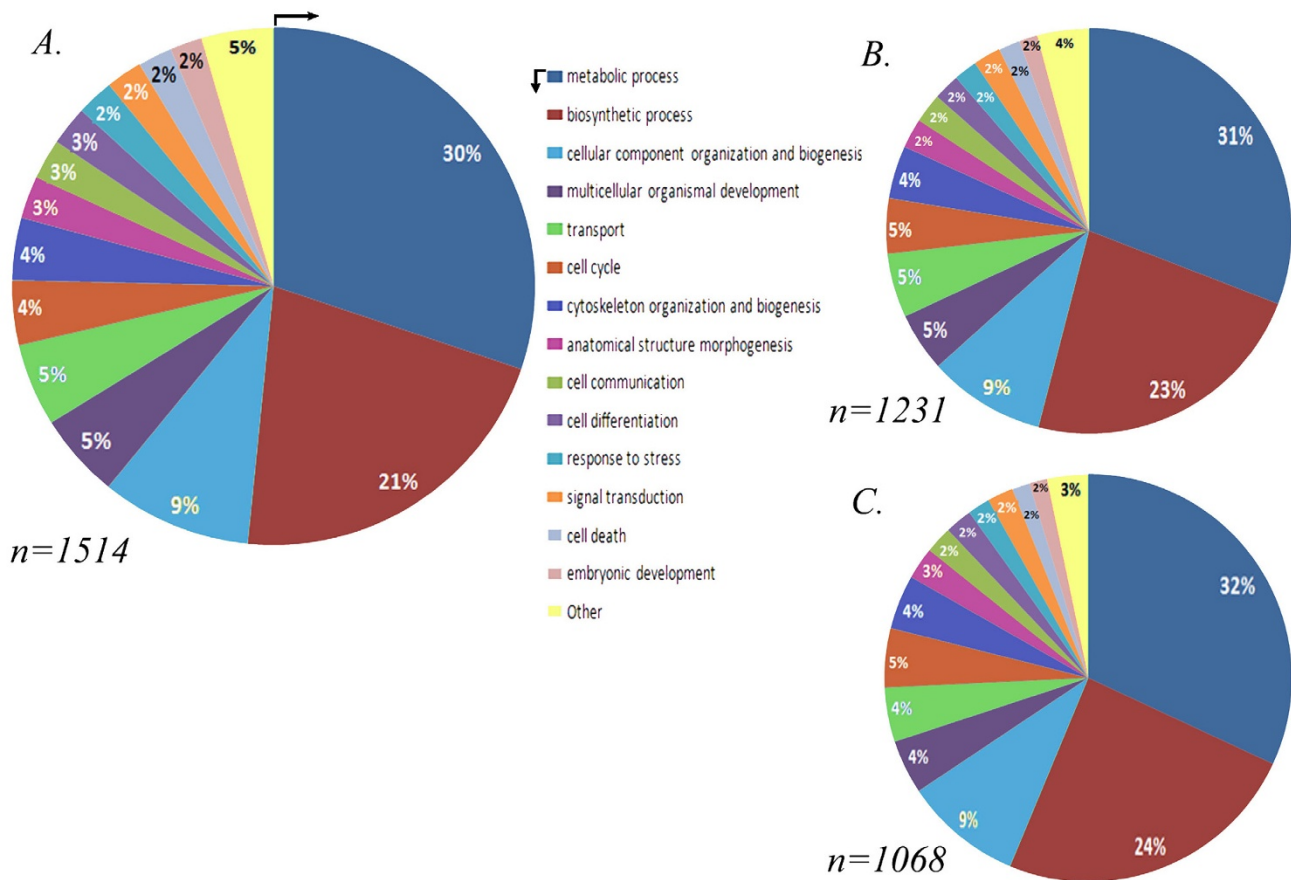 A.
30%
21%
9%
5%
5%
4%
4%
3%
3%
3%
2%
2%
2%
2%
5%
n=1514
metabolic process
biosynthetic process
cellular component organization and biogenesis
multicellular organismal development
transport
cell cycle
cytoskeleton organization and biogenesis
anatomical structure morphogenesis
cell communication
cell differentiation
response to stress
signal transduction
cell death
embryonic development
Other
B.
31%
23%
9%
5%
5%
5%
4%
2%
2%
2%
2%
2%
2%
2%
4%
n=1231
C.
32%
24%
9%
4%
4%
5%
4%
3%
2%
2%
2%
2%
2%
2%
3%
n=1068